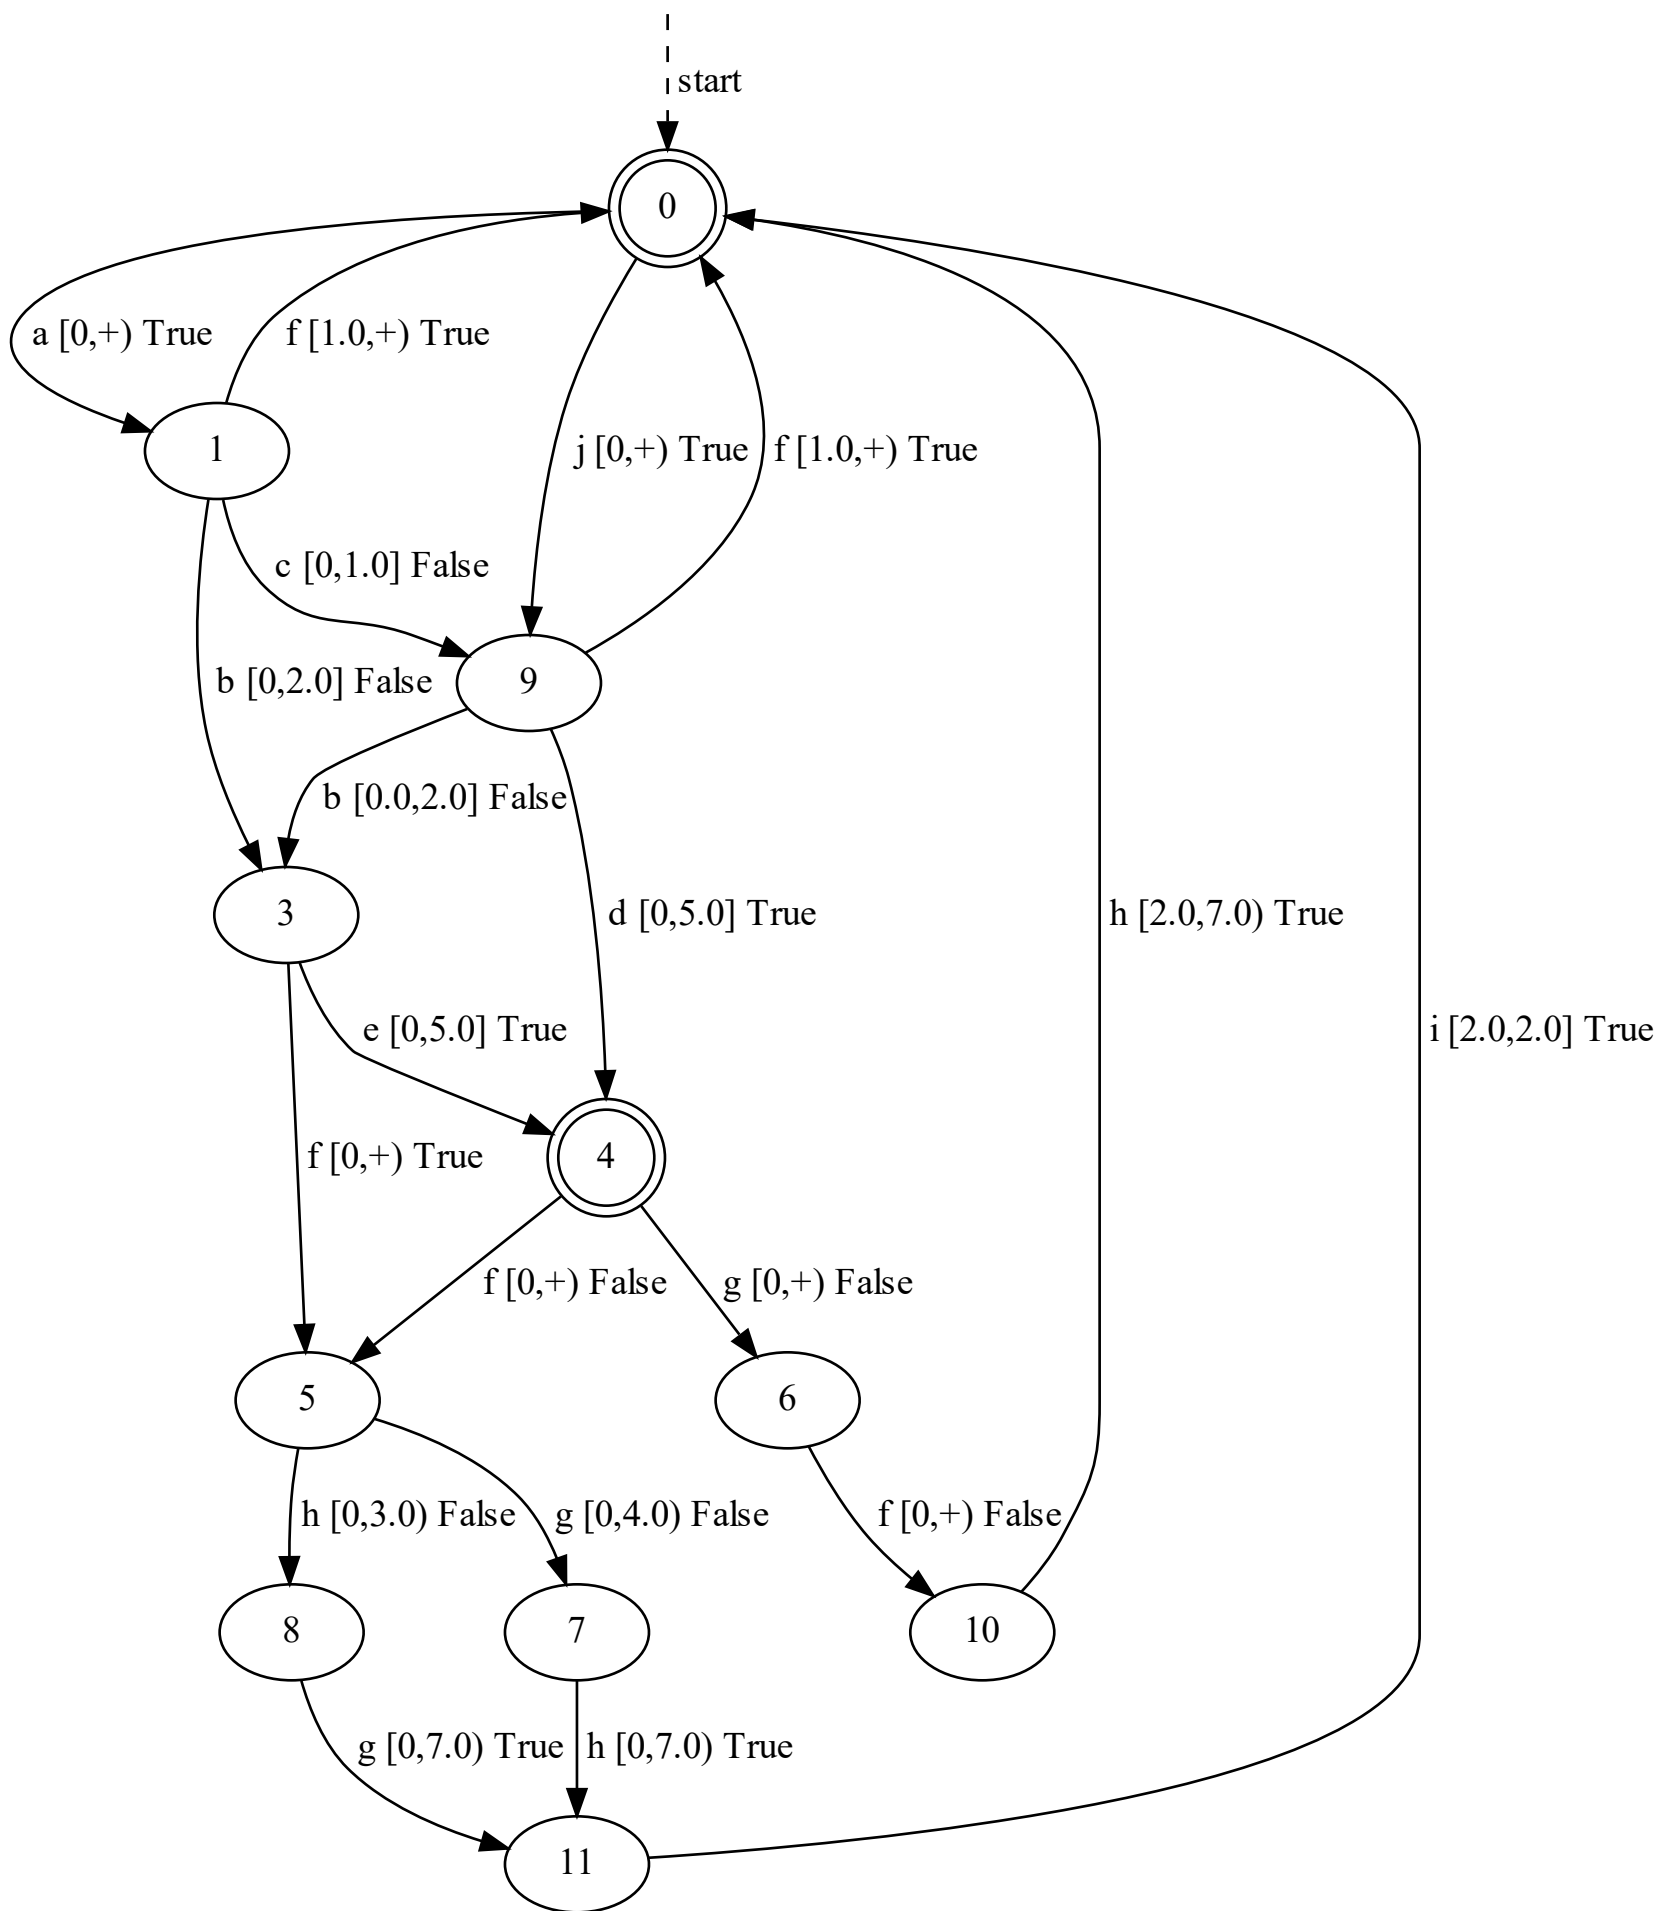 start
0
a [0,+) True
f [1.0,+) True
1
j [0,+) True
f [1.0,+) True
c [0,1.0] False
b [0,2.0] False
9
b [0.0,2.0] False
3
d [0,5.0] True
h [2.0,7.0) True
e [0,5.0] True
i [2.0,2.0] True
f [0,+) True
4
f [0,+) False
g [0,+) False
5
6
h [0,3.0) False
g [0,4.0) False
f [0,+) False
8
7
10
g [0,7.0) True
h [0,7.0) True
11